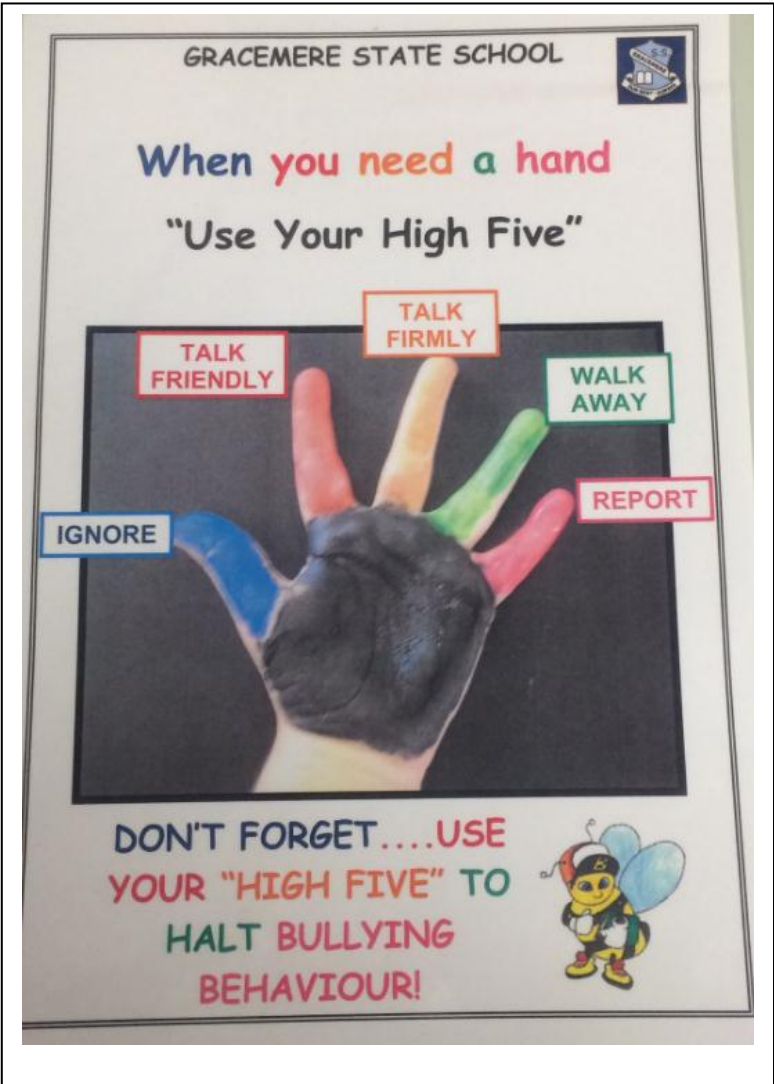 GRACEMERE STATE SCHOOL
S.S
GRACEMERE
When you need a hand
“Use Your High Five”
TALK
FIRMLY
TALK
FRIENDLY
WALK
AWAY
REPORT
IGNORE
DON'T FORGET....USE
YOUR “HIGH FIVE” TO
HALT BULLYING
BEHAVIOUR!
B